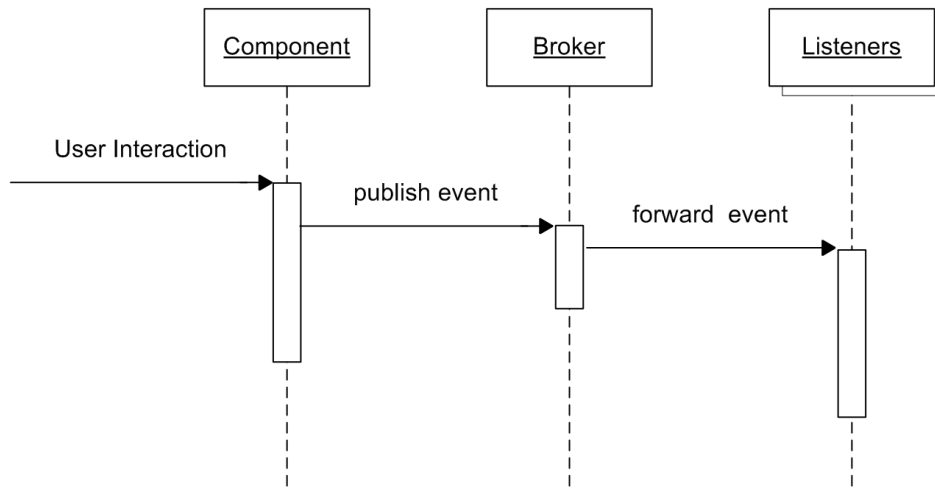 Component
Broker
Listeners
User Interaction
publish event
forward event